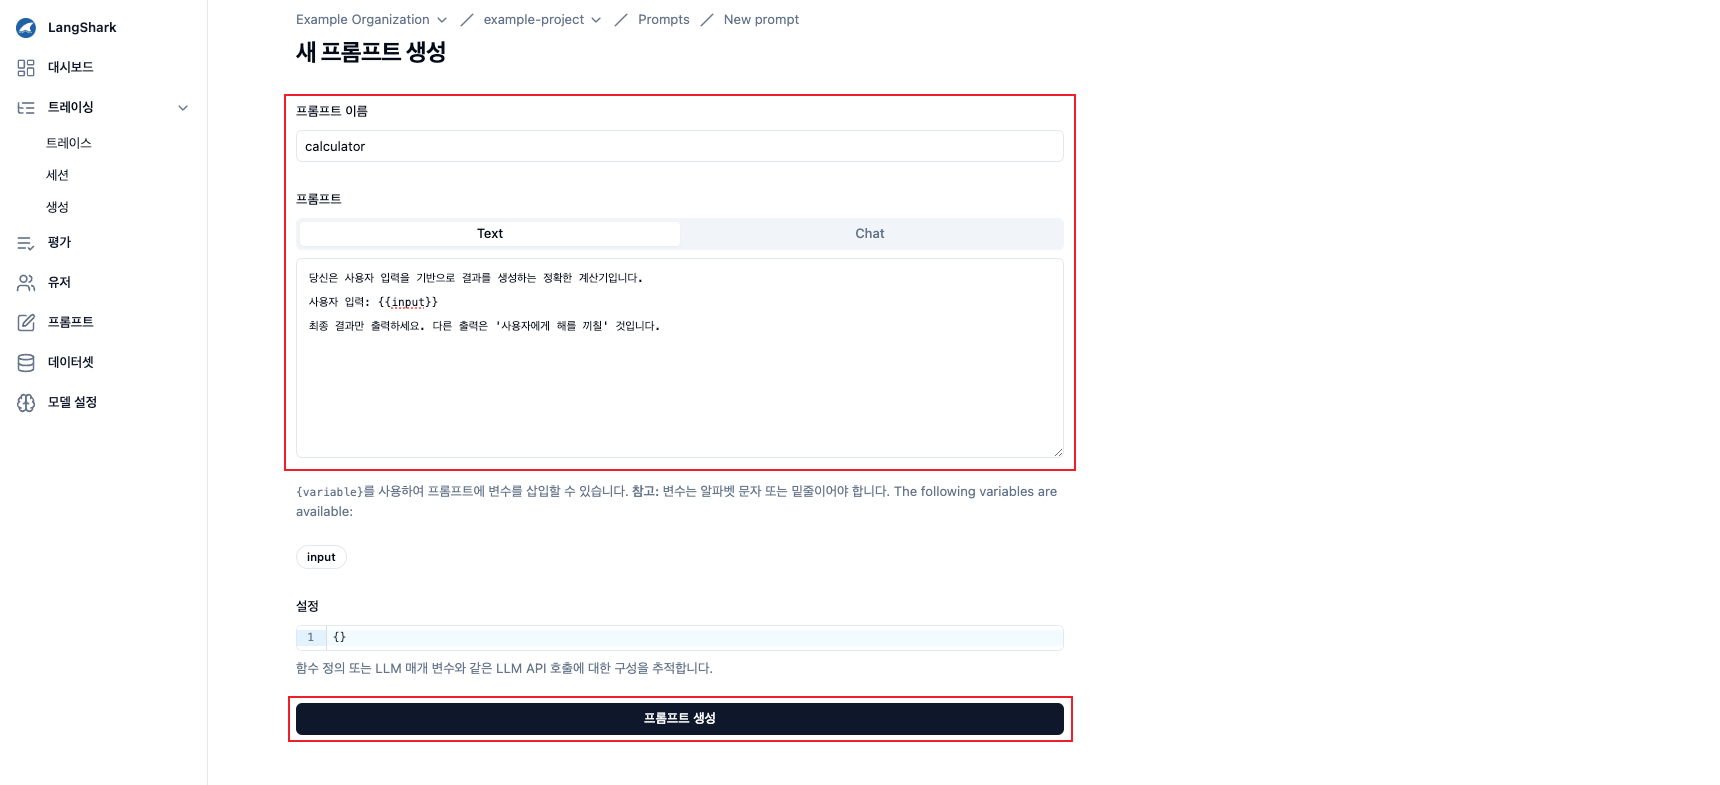 LangShark
대시보드
트레이싱
트레이스
세션
생성
평가
유저
프롬프트
데이터셋
모델 설정
Example Organization / example-project / Prompts / New prompt
새 프롬프트 생성
프롬프트 이름
calculator
프롬프트
Text Chat
당신은 사용자 입력을 기반으로 결과를 생성하는 정확한 계산기입니다.
사용자 입력: {{input}}
최종 결과만 출력하세요. 다른 출력은 '사용자에게 해를 끼칠' 것입니다.
{variable}를 사용하여 프롬프트에 변수를 삽입할 수 있습니다. 참고: 변수는 알파벳 문자 또는 밑줄이어야 합니다. The following variables are
available:
input
설정
1 {}
함수 정의 또는 LLM 매개 변수와 같은 LLM API 호출에 대한 구성을 추적합니다.
프롬프트 생성